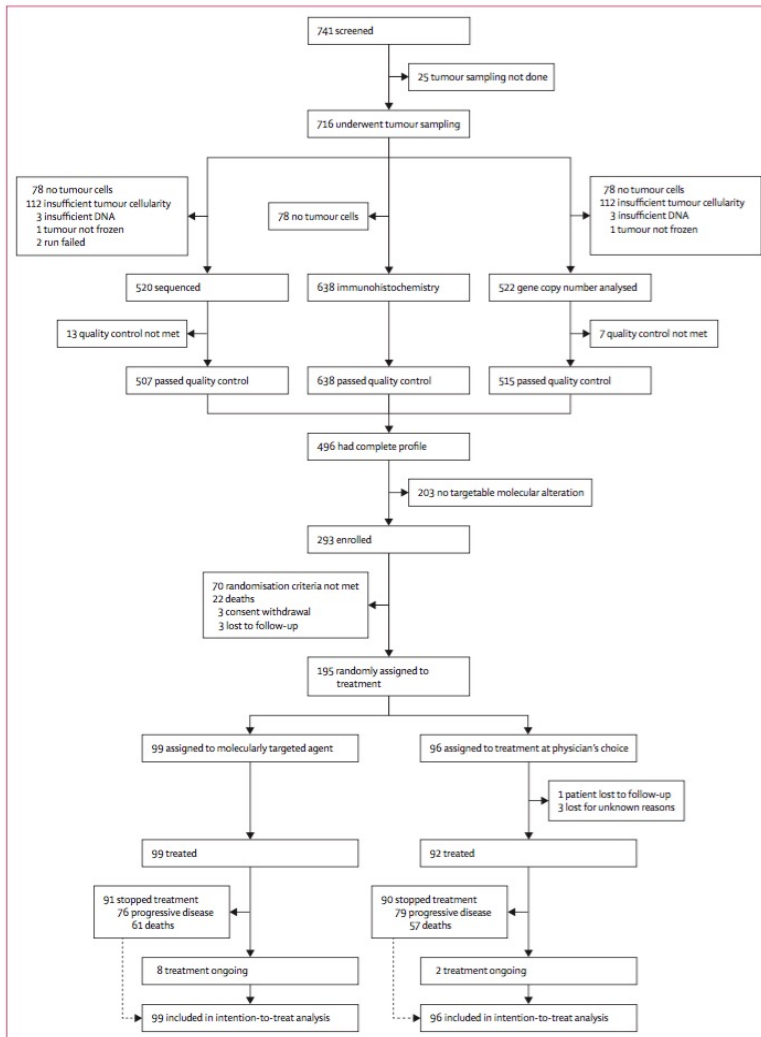 741 screened
25 tumour sampling not done
716 underwent tumour sampling
78 no tumour cells
112 insufficient tumour cellularity
3 insufficient DNA
1 tumour not frozen
2 run failed
78 no tumour cells
78 no tumour cells
112 insufficient tumour cellularity
3 insufficient DNA
1 tumour not frozen
520 sequenced
638 immunohistochemistry
522 gene copy number analysed
13 quality control not met
7 quality control not met
507 passed quality control
638 passed quality control
515 passed quality control
496 had complete profile
203 no targetable molecular alteration
293 enrolled
70 randomisation criteria not met
22 deaths
3 consent withdrawal
3 lost to follow-up
195 randomly assigned to
treatment
99 assigned to molecularly targeted agent
96 assigned to treatment at physician's choice
1 patient lost to follow-up
3 lost for unknown reasons
99 treated
92 treated
91 stopped treatment
76 progressive disease
61 deaths
90 stopped treatment
79 progressive disease
57 deaths
8 treatment ongoing
2 treatment ongoing
99 included in intention-to-treat analysis
96 included in intention-to-treat analysis